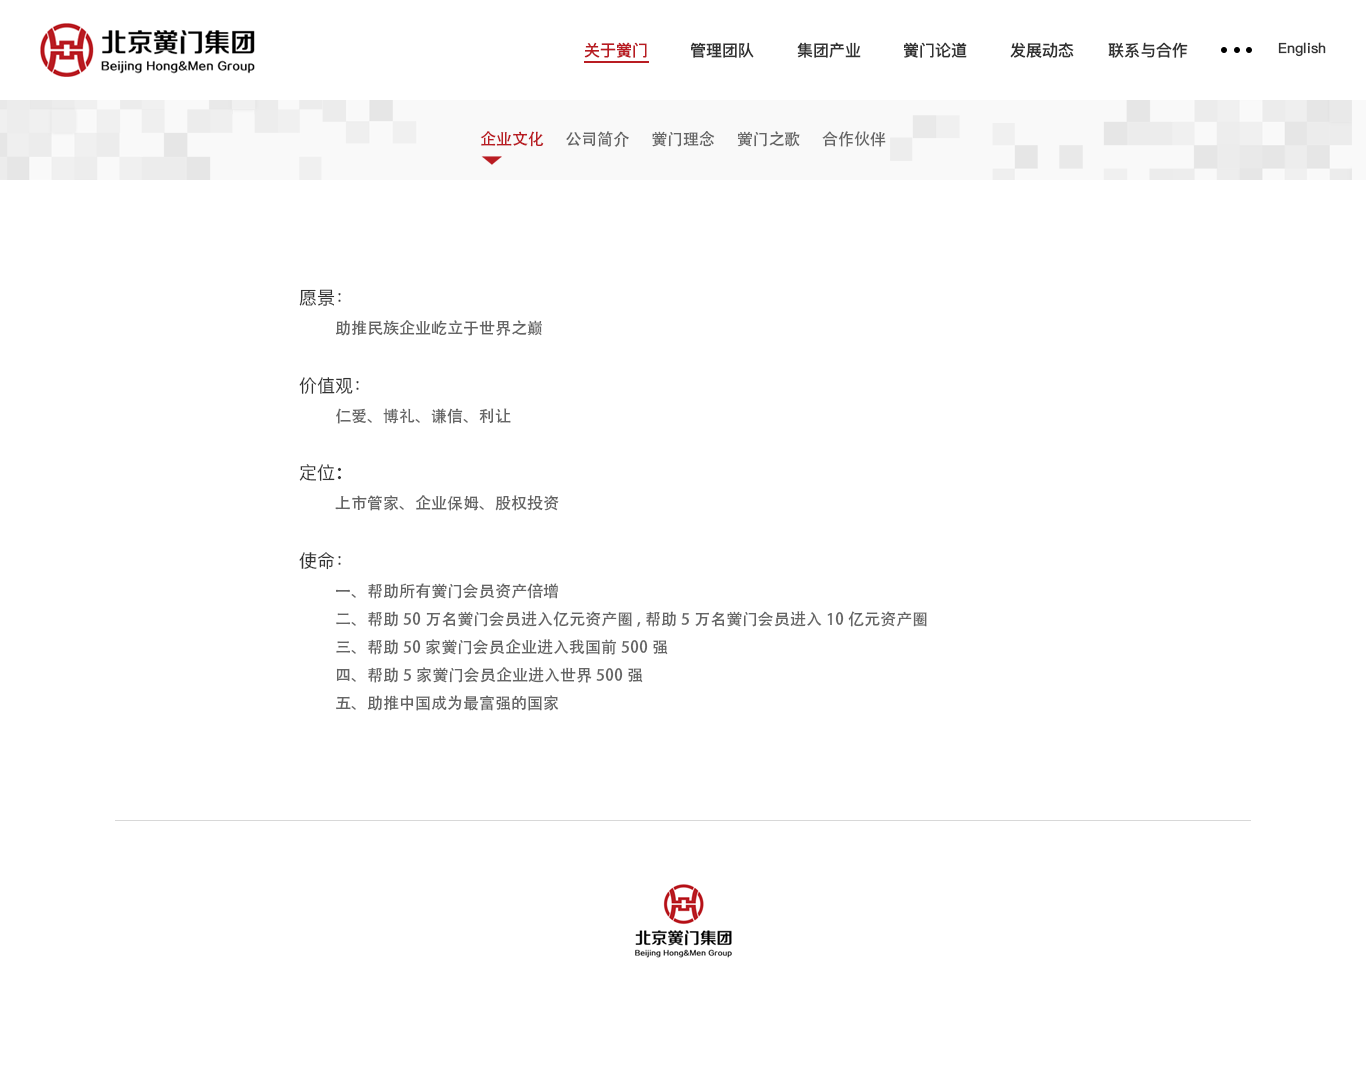 北京黉门集团
Beijing Hong&Men Group
关于黉门 管理团队 集团产业 黉门论道 发展动态 联系与合作 ••• English
企业文化 公司简介 黉门理念 黉门之歌 合作伙伴
愿景：
助推民族企业屹立于世界之巅
价值观：
仁爱、博礼、谦信、利让
定位：
上市管家、企业保姆、股权投资
使命：
一、帮助所有黉门会员资产倍增
二、帮助 50 万名黉门会员进入亿元资产圈 , 帮助 5 万名黉门会员进入 10 亿元资产圈
三、帮助 50 家黉门会员企业进入我国前 500 强
四、帮助 5 家黉门会员企业进入世界 500 强
五、助推中国成为最富强的国家
北京黉门集团
Beijing Hong&Men Group